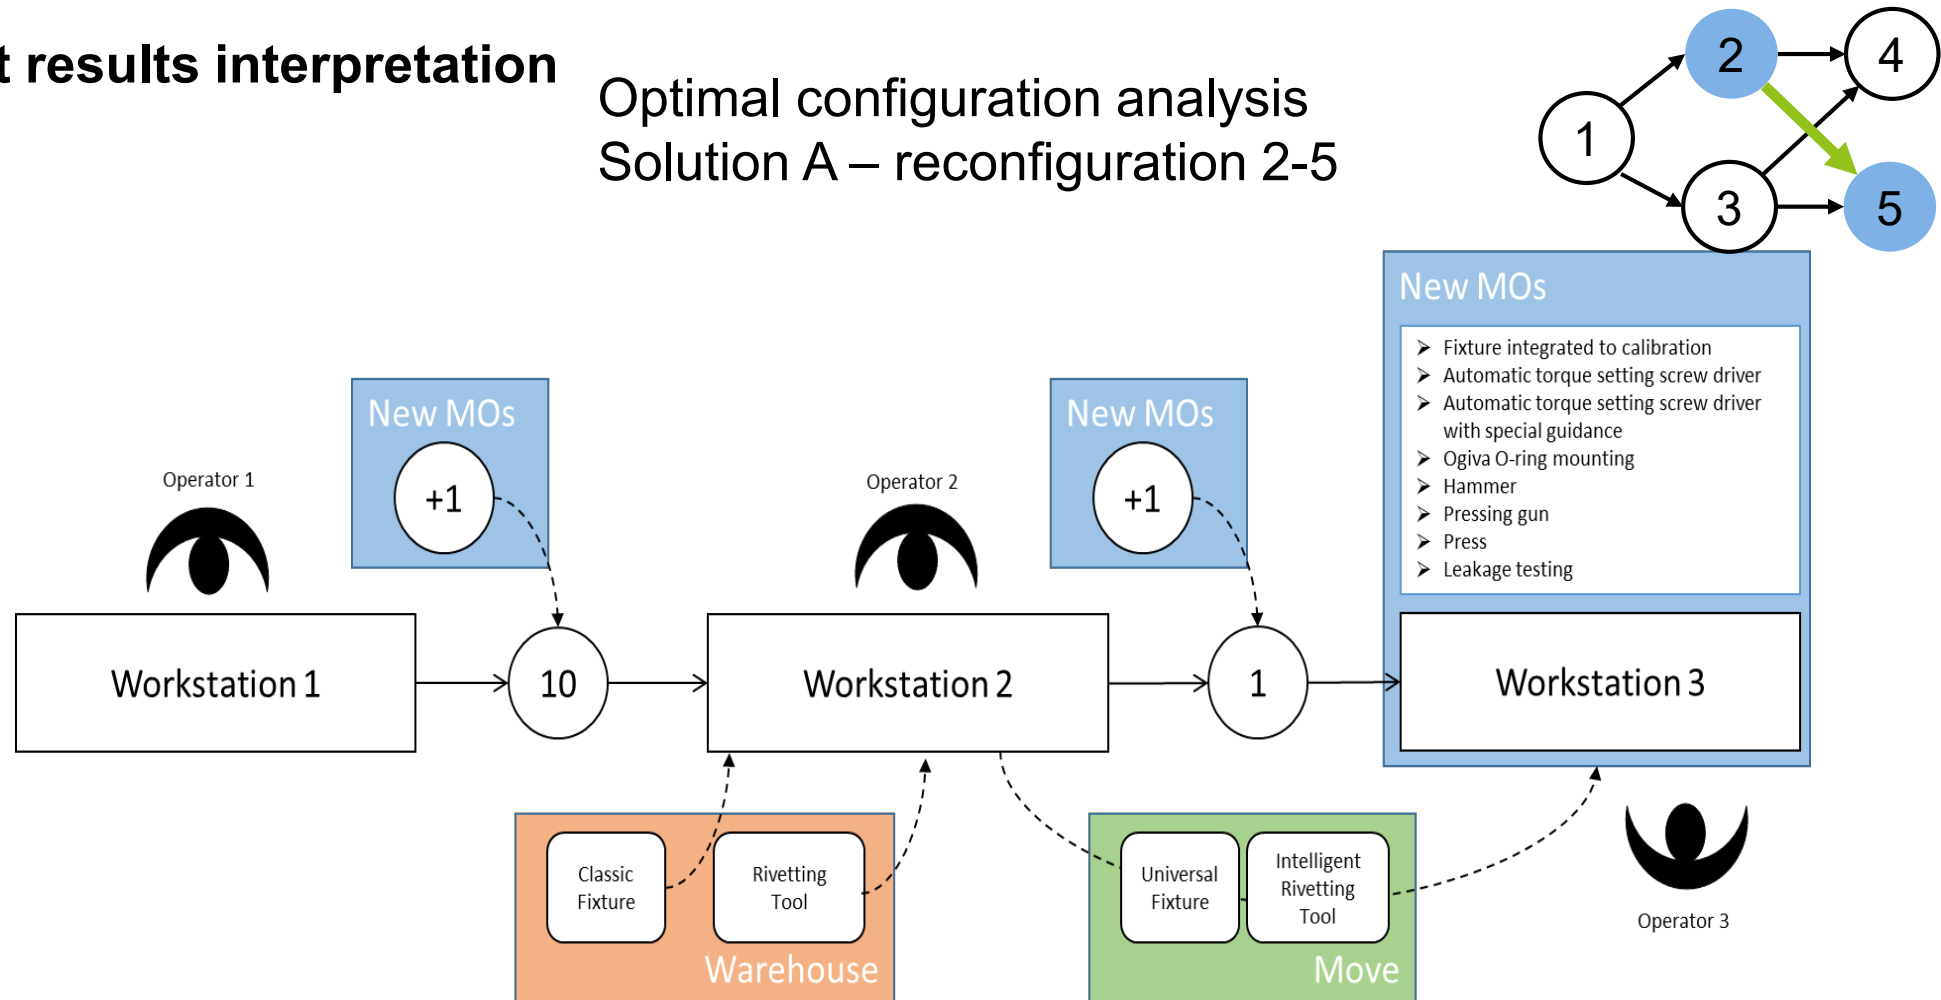 t results interpretation
Optimal configuration analysis
Solution A – reconfiguration 2-5
1
2
3
4
5
New MOs
Fixture integrated to calibration
Automatic torque setting screw driver
Automatic torque setting screw driver
with special guidance
Ogiva O-ring mounting
Hammer
Pressing gun
Press
Leakage testing
New MOs
+1
New MOs
+1
Operator 1
Operator 2
Workstation 1
10
Workstation 2
1
Workstation 3
Classic
Fixture
Rivetting
Tool
Warehouse
Universal
Fixture
Intelligent
Rivetting
Tool
Move
Operator 3